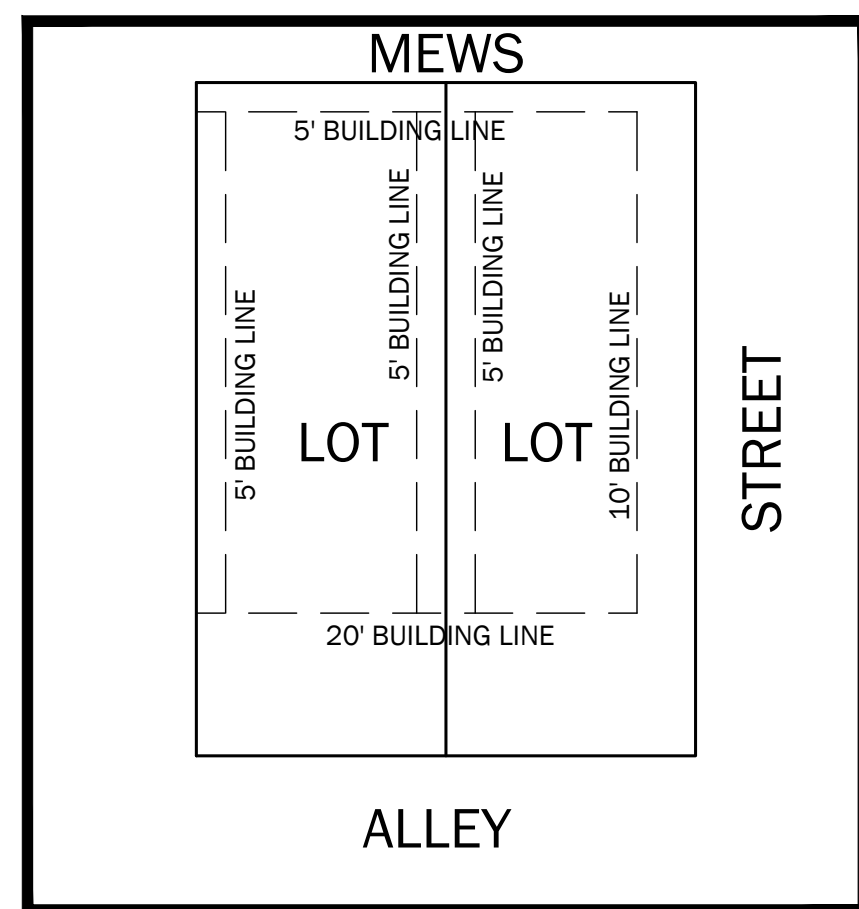 MEWS
5' BUILDING LINE
5' BUILDING LINE
5' BUILDING LINE
5' BUILDING LINE
10' BUILDING LINE
LOT
LOT
STREET
20' BUILDING LINE
ALLEY